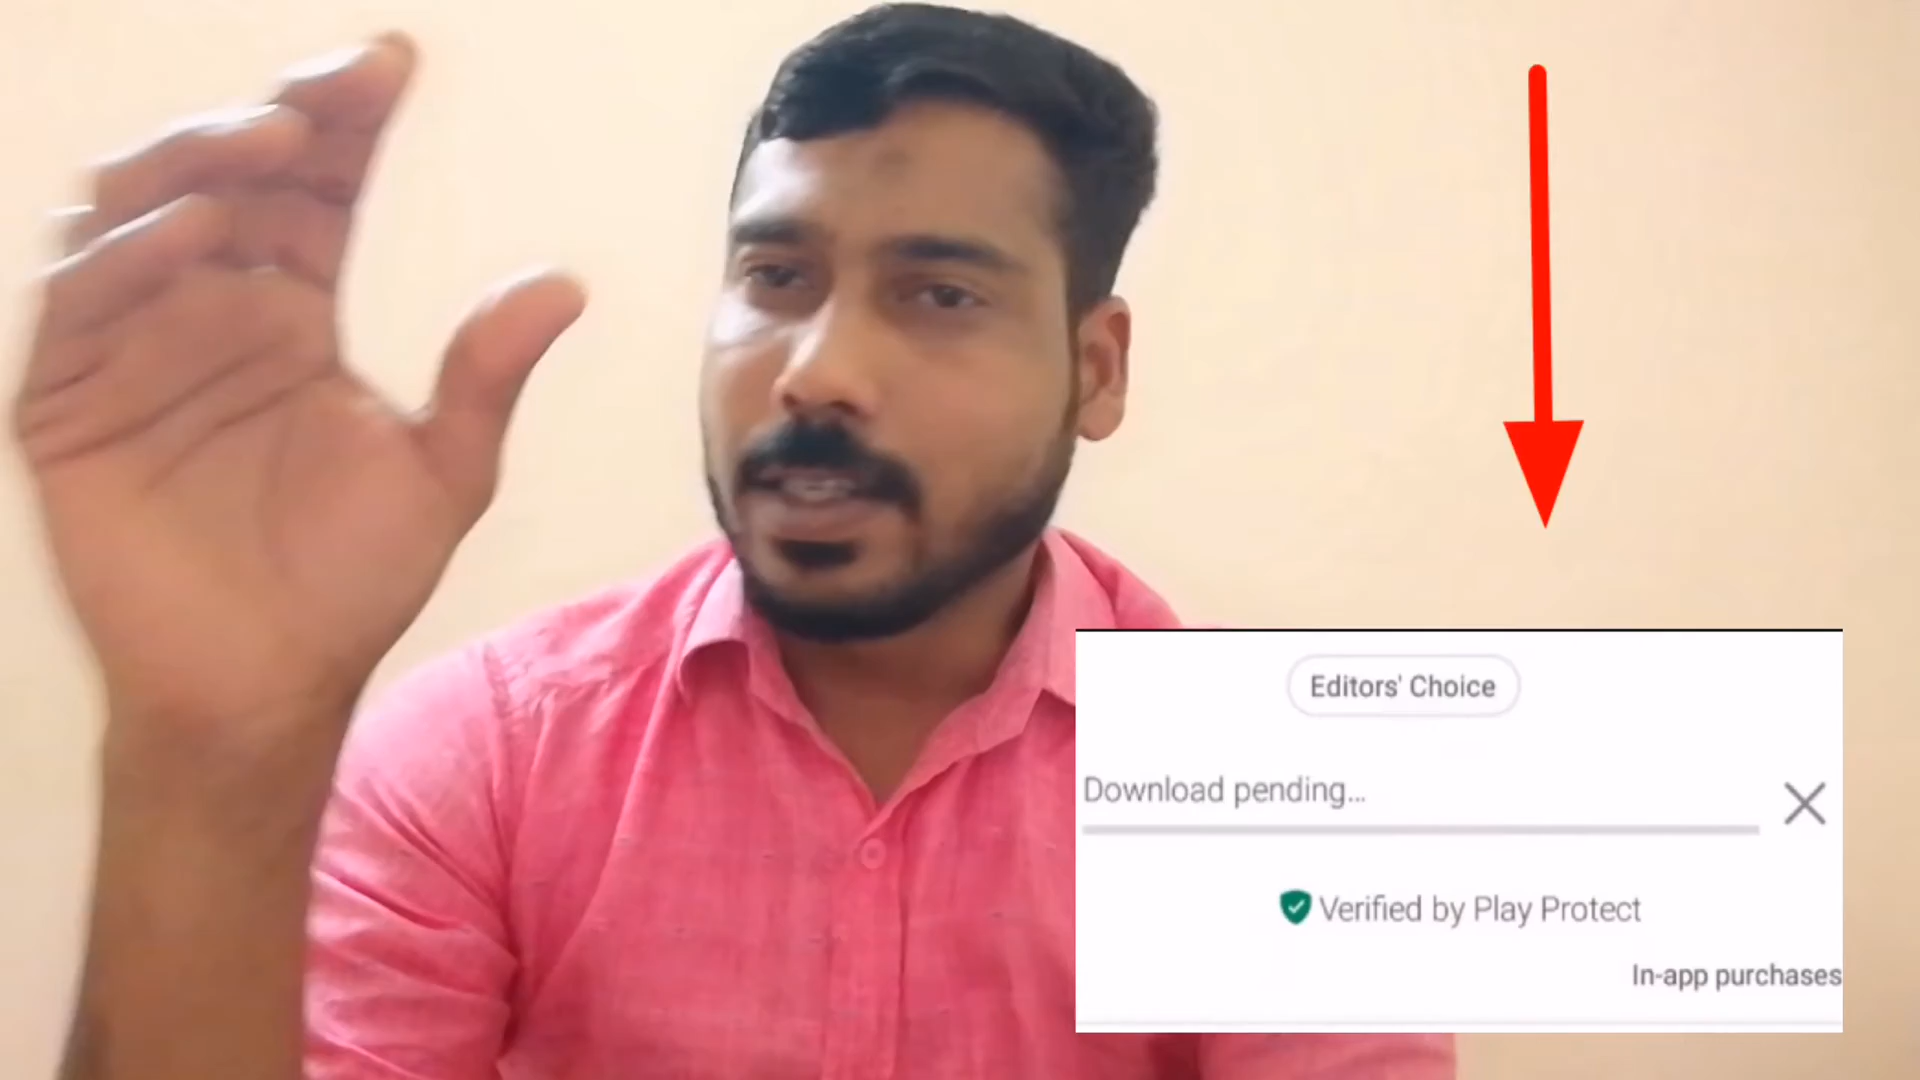 Editors' Choice
Download pending...
Verified by Play Protect
In-app purchases